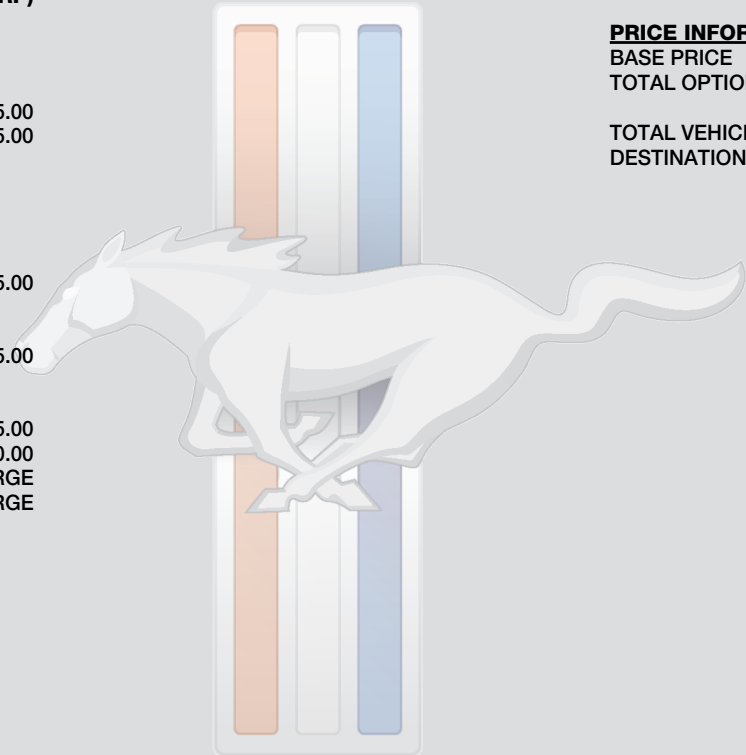 5.00
5.00
5.00
5.00
5.00
0.00
RGE
RGE
PRICE INFOR
BASE PRICE
TOTAL OPTIO
TOTAL VEHICL
DESTINATION